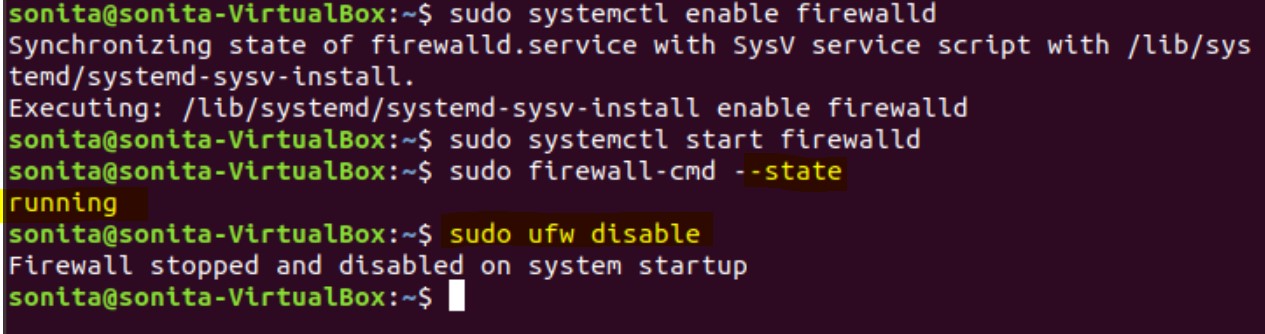 sonita@sonita-VirtualBox:~$ sudo systemctl enable firewalld
Synchronizing state of firewalld.service with SysV service script with /lib/sys
temd/systemd-sysv-install.
Executing: /lib/systemd/systemd-sysv-install enable firewalld
sonita@sonita-VirtualBox:~$ sudo systemctl start firewalld
sonita@sonita-VirtualBox:~$ sudo firewall-cmd --state
running
sonita@sonita-VirtualBox:~$ sudo ufw disable
Firewall stopped and disabled on system startup
sonita@sonita-VirtualBox:~$